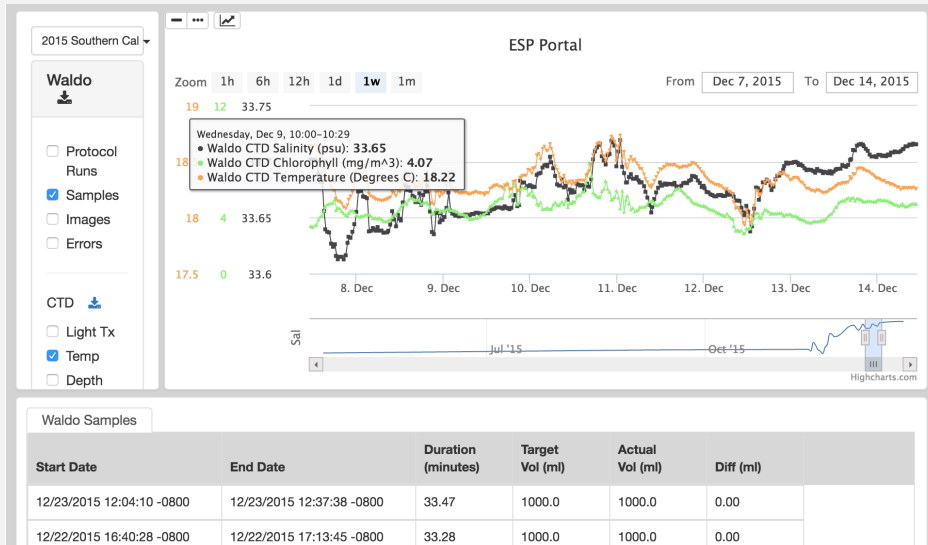 2015 Southern Cal
Waldo
Protocol
Runs
Samples
Images
Errors
CTD
Light Tx
Temp
Depth
ESP Portal
Zoom 1h 6h 12h 1d 1w 1m
From Dec 7, 2015 To Dec 14, 2015
19 12 33.75
Wednesday, Dec 9, 10:00-10:29
● Waldo CTD Salinity (psu): 33.65
● Waldo CTD Chlorophyll (mg/m^3): 4.07
● Waldo CTD Temperature (Degrees C): 18.22
18 4 33.65
17.5 0 33.6
8. Dec 9. Dec 10. Dec 11. Dec 12. Dec 13. Dec 14. Dec
Sal
Jul '15 Oct '15
Highcharts.com
Waldo Samples
Start Date End Date Duration (minutes) Target Vol (ml) Actual Vol (ml) Diff (ml)
12/23/2015 12:04:10 -0800 12/23/2015 12:37:38 -0800 33.47 1000.0 1000.0 0.00
12/22/2015 16:40:28 -0800 12/22/2015 17:13:45 -0800 33.28 1000.0 1000.0 0.00